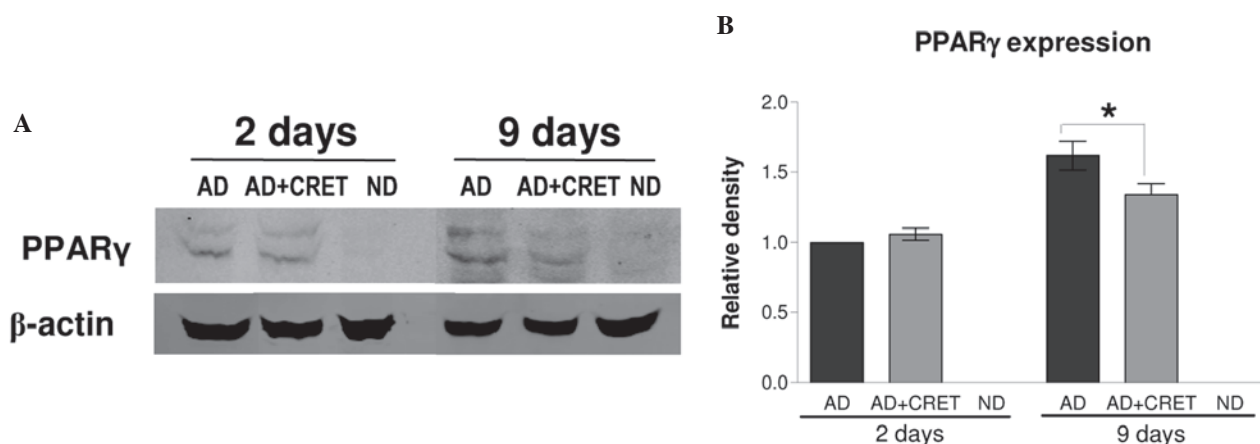 A
2 days 9 days
AD AD+CRET ND AD AD+CRET ND
PPARγ
β-actin
B
PPARγ expression
Relative density
2.0
1.5
1.0
0.5
0.0
*
AD AD+CRET ND AD AD+CRET ND
2 days 9 days